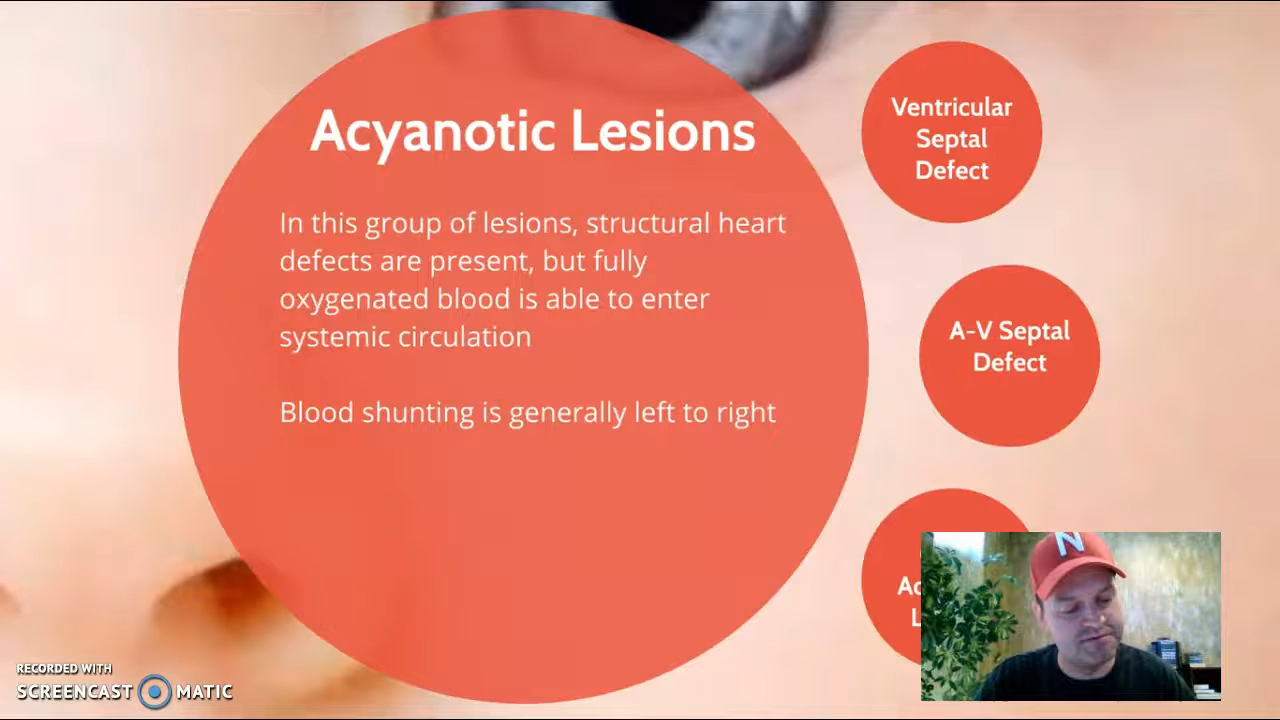 Acyanotic Lesions
In this group of lesions, structural heart
defects are present, but fully
oxygenated blood is able to enter
systemic circulation
Blood shunting is generally left to right
Ventricular
Septal
Defect
A-V Septal
Defect
N
RECORDED WITH
SCREENCAST MATIC